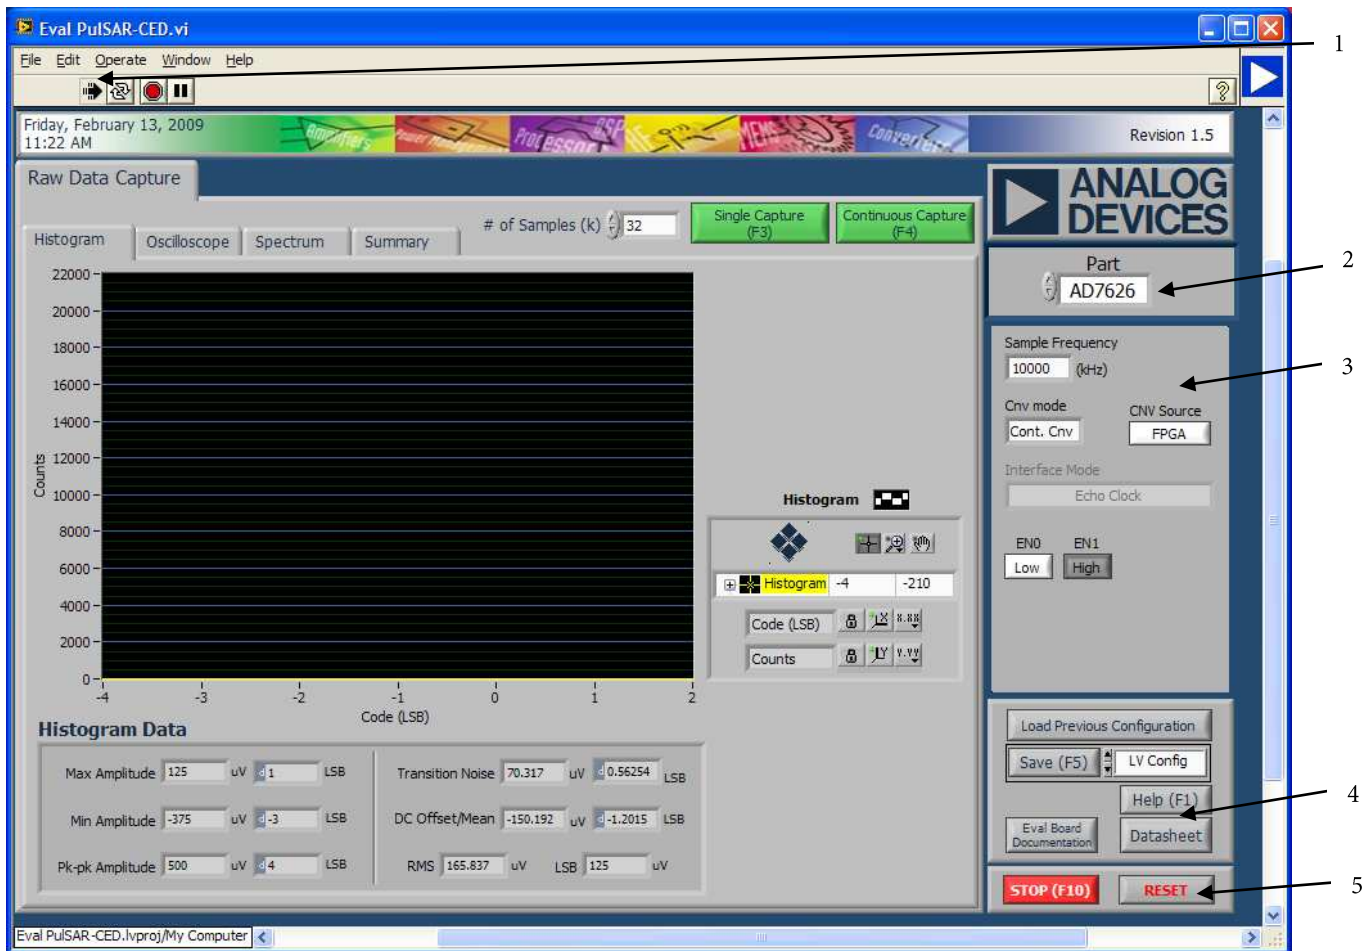 Eval PulSAR-CED.vi
File Edit Operate Window Help
1
Friday, February 13, 2009
11:22 AM
Amplifiers Power Processor DSP MEMS Converters
Revision 1.5
Raw Data Capture
ANALOG
DEVICES
# of Samples (k) 32
Single Capture
(F3)
Continuous Capture
(F4)
Histogram Oscilloscope Spectrum Summary
Part
AD7626
2
22000
20000
18000
16000
14000
12000
10000
8000
6000
4000
2000
0
Counts
-4 -3 -2 -1 0 1 2
Code (LSB)
Sample Frequency
10000 (kHz)
3
Cnv mode CNV Source
Cont. Cnv FPGA
Interface Mode
Echo Clock
EN0 EN1
Low High
Histogram
Histogram -4 -210
Code (LSB) X X.XX
Counts Y Y.YY
Histogram Data
Max Amplitude 125 uV d 1 LSB
Min Amplitude -375 uV d -3 LSB
Pk-pk Amplitude 500 uV d 4 LSB
Transition Noise 70.317 uV d 0.56254 LSB
DC Offset/Mean -150.192 uV d -1.2015 LSB
RMS 165.837 uV LSB 125 uV
Load Previous Configuration
Save (F5) LV Config
Help (F1)
4
Eval Board
Documentation
Datasheet
STOP (F10) RESET
5
Eval PulSAR-CED.lvproj/My Computer